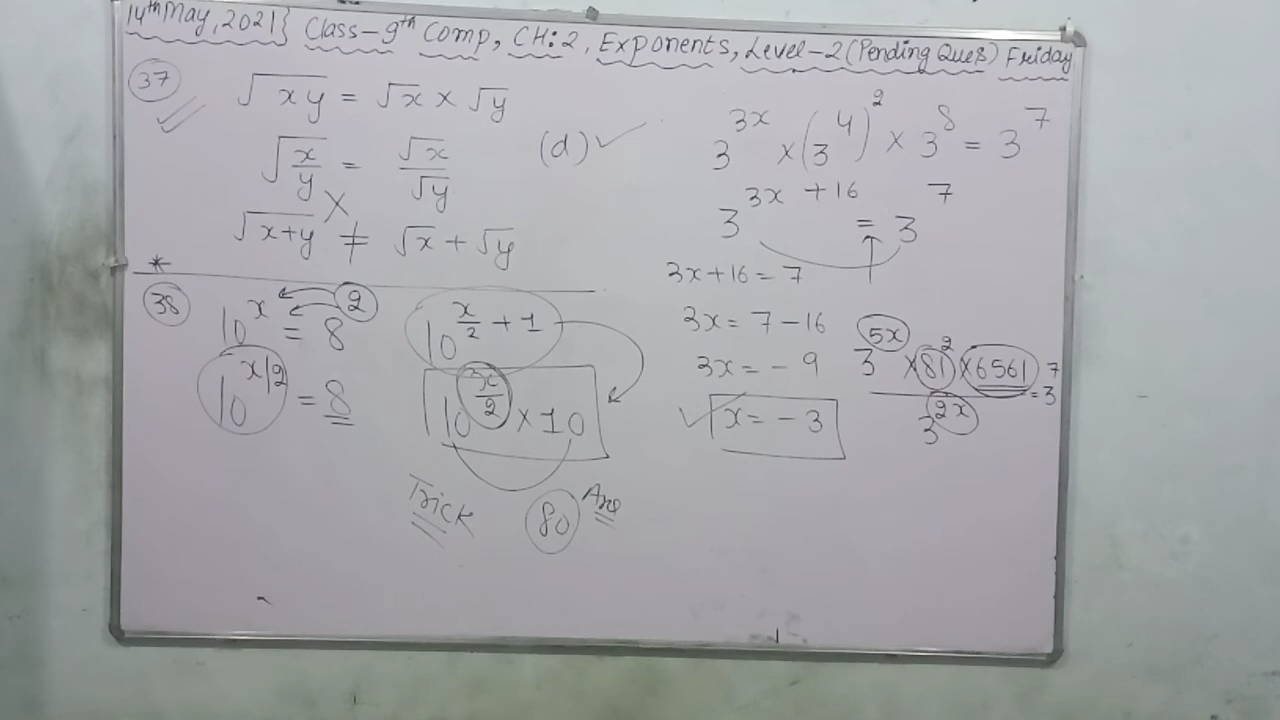 14th May, 2021} Class-9th Comp, CH:2, Exponents, Level-2 (Pending Ques) Friday
37
√xy = √x × √y
√x/y = √x/√y
(d) ✓
√x+y ≠ √x + √y
*
38
10^x = 8
2
10^x/2 = 8
10^x/2 + 1
10^x/2 × 10
Trick
80 Ans
3^3x × (3^4)^2 × 3^8 = 3^7
3^3x + 16 = 3^7
3x + 16 = 7
3x = 7 - 16
3x = - 9
x = - 3
3^5x × 81^2 × 6561 / 3^2x = 3^7